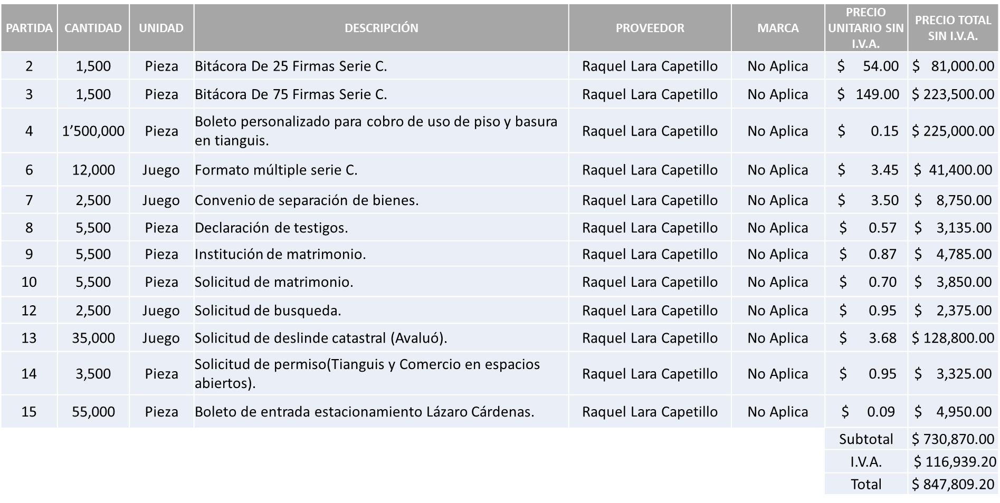 PARTIDA CANTIDAD UNIDAD DESCRIPCIÓN PROVEEDOR MARCA PRECIO UNITARIO SIN I.V.A. PRECIO TOTAL SIN I.V.A.
2 1,500 Pieza Bitácora De 25 Firmas Serie C. Raquel Lara Capetillo No Aplica $ 54.00 $ 81,000.00
3 1,500 Pieza Bitácora De 75 Firmas Serie C. Raquel Lara Capetillo No Aplica $ 149.00 $ 223,500.00
4 1’500,000 Pieza Boleto personalizado para cobro de uso de piso y basura en tianguis. Raquel Lara Capetillo No Aplica $ 0.15 $ 225,000.00
6 12,000 Juego Formato múltiple serie C. Raquel Lara Capetillo No Aplica $ 3.45 $ 41,400.00
7 2,500 Juego Convenio de separación de bienes. Raquel Lara Capetillo No Aplica $ 3.50 $ 8,750.00
8 5,500 Pieza Declaración de testigos. Raquel Lara Capetillo No Aplica $ 0.57 $ 3,135.00
9 5,500 Pieza Institución de matrimonio. Raquel Lara Capetillo No Aplica $ 0.87 $ 4,785.00
10 5,500 Pieza Solicitud de matrimonio. Raquel Lara Capetillo No Aplica $ 0.70 $ 3,850.00
12 2,500 Juego Solicitud de busqueda. Raquel Lara Capetillo No Aplica $ 0.95 $ 2,375.00
13 35,000 Juego Solicitud de deslinde catastral (Avaluó). Raquel Lara Capetillo No Aplica $ 3.68 $ 128,800.00
14 3,500 Pieza Solicitud de permiso(Tianguis y Comercio en espacios abiertos). Raquel Lara Capetillo No Aplica $ 0.95 $ 3,325.00
15 55,000 Pieza Boleto de entrada estacionamiento Lázaro Cárdenas. Raquel Lara Capetillo No Aplica $ 0.09 $ 4,950.00
Subtotal $ 730,870.00
I.V.A. $ 116,939.20
Total $ 847,809.20